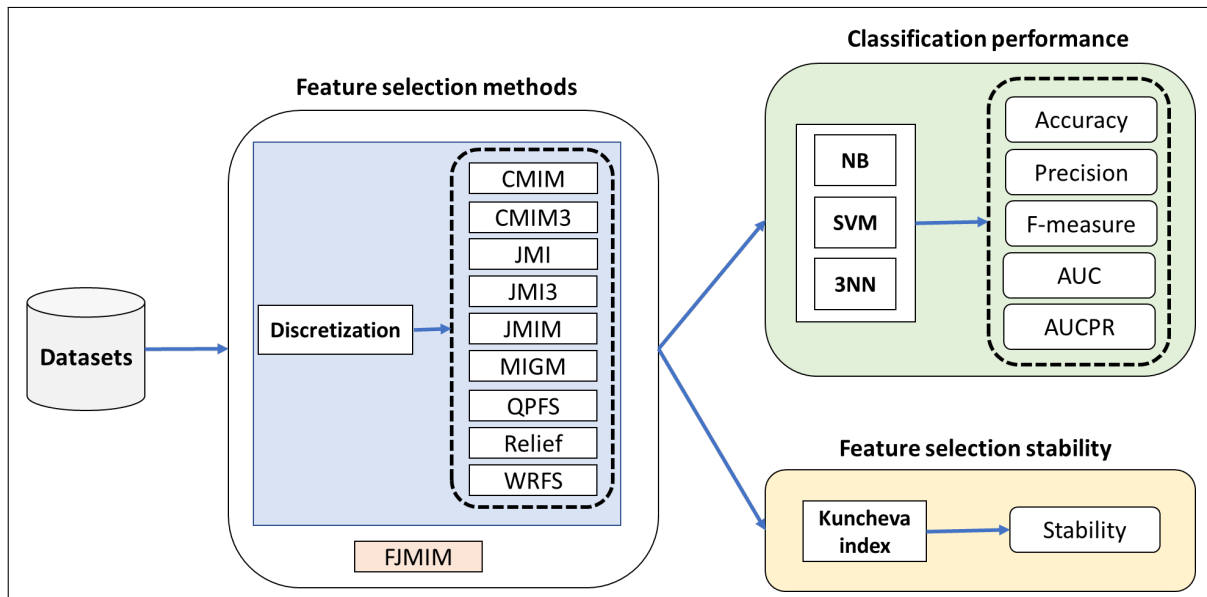 Classification performance
Feature selection methods
Datasets
Discretization
CMIM
CMIM3
JMI
JMI3
JMIM
MIGM
QPFS
Relief
WRFS
FJMIM
NB
SVM
3NN
Accuracy
Precision
F-measure
AUC
AUCPR
Feature selection stability
Kuncheva
index
Stability